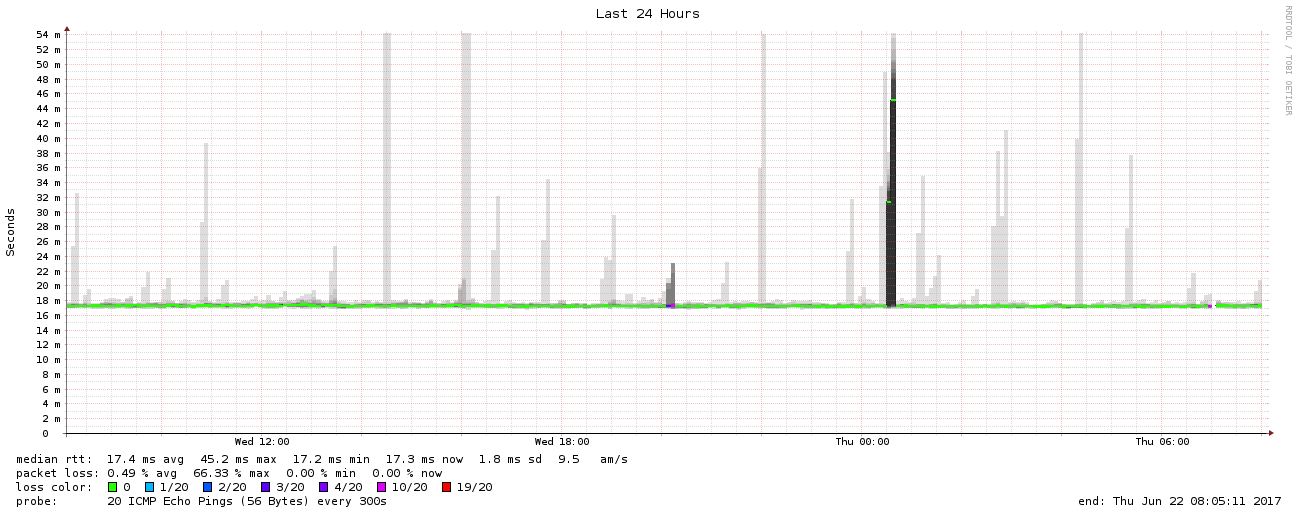 Last 24 Hours
RRDTOOL / TOBI OETIKER
Seconds
54 m
52 m
50 m
48 m
46 m
44 m
42 m
40 m
38 m
36 m
34 m
32 m
30 m
28 m
26 m
24 m
22 m
20 m
18 m
16 m
14 m
12 m
10 m
8 m
6 m
4 m
2 m
0
Wed 12:00 Wed 18:00 Thu 00:00 Thu 06:00
median rtt: 17.4 ms avg 45.2 ms max 17.2 ms min 17.3 ms now 1.8 ms sd 9.5 am/s
packet loss: 0.49 % avg 66.33 % max 0.00 % min 0.00 % now
loss color: 0 1/20 2/20 3/20 4/20 10/20 19/20
probe: 20 ICMP Echo Pings (56 Bytes) every 300s end: Thu Jun 22 08:05:11 2017